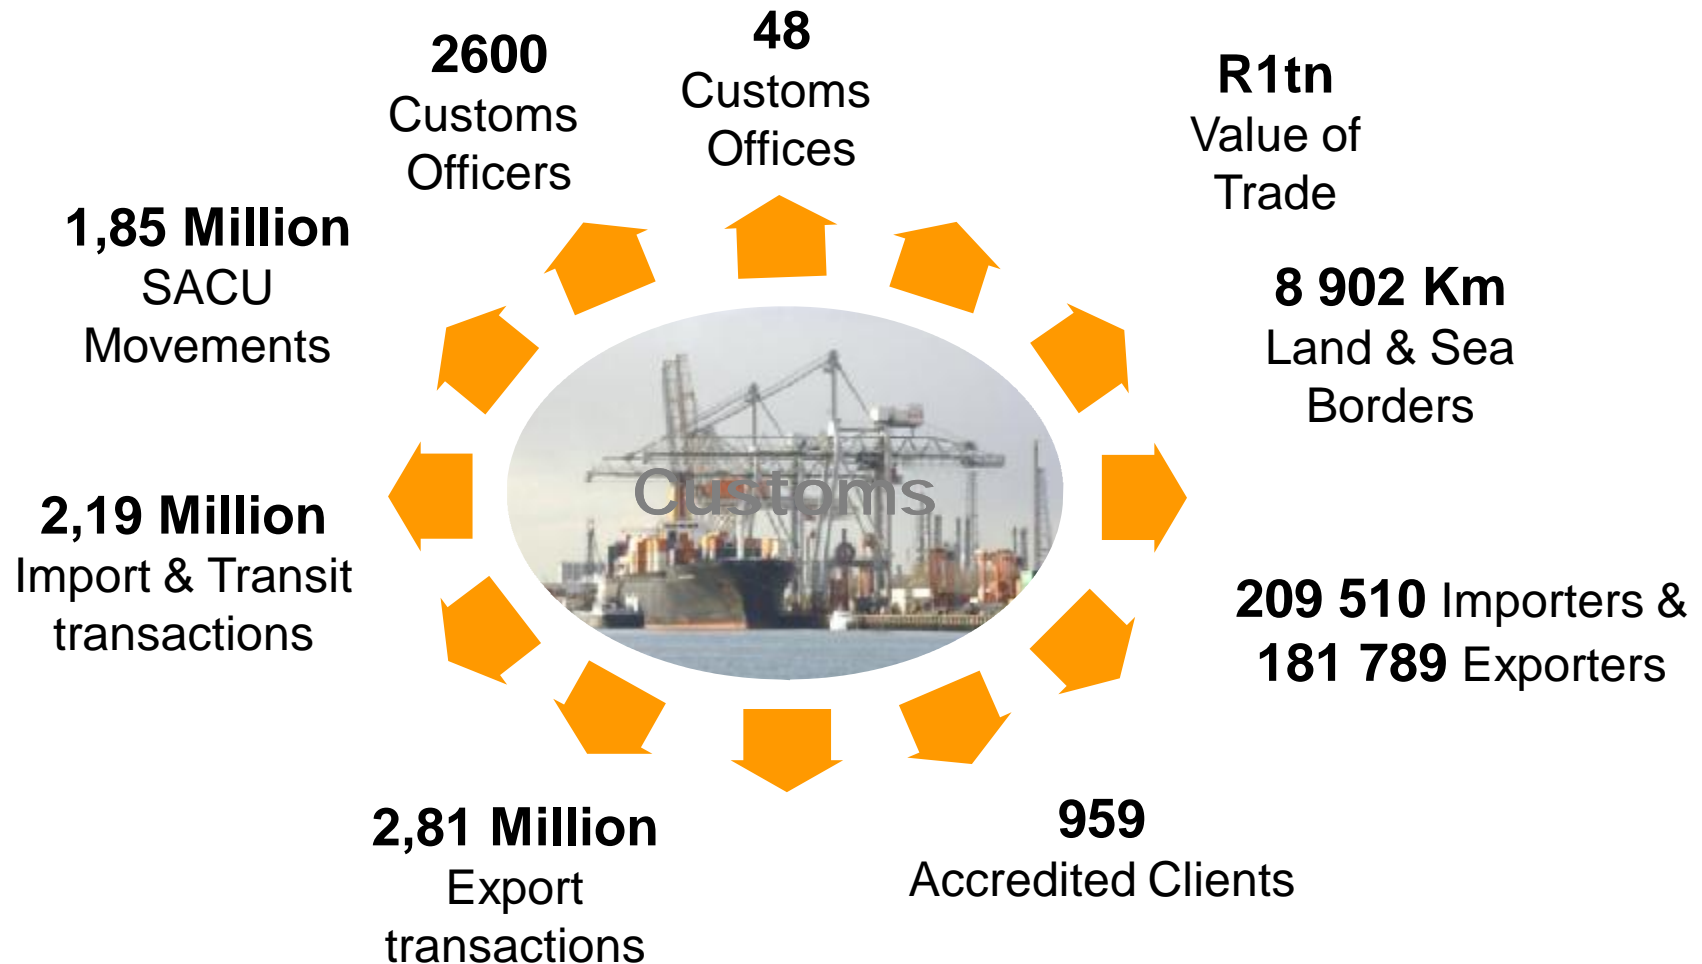 48
Customs
Offices
2600
Customs
Officers
R1tn
Value of
Trade
1,85 Million
SACU
Movements
8 902 Km
Land & Sea
Borders
Customs
2,19 Million
Import & Transit
transactions
209 510 Importers &
181 789 Exporters
2,81 Million
Export
transactions
959
Accredited Clients